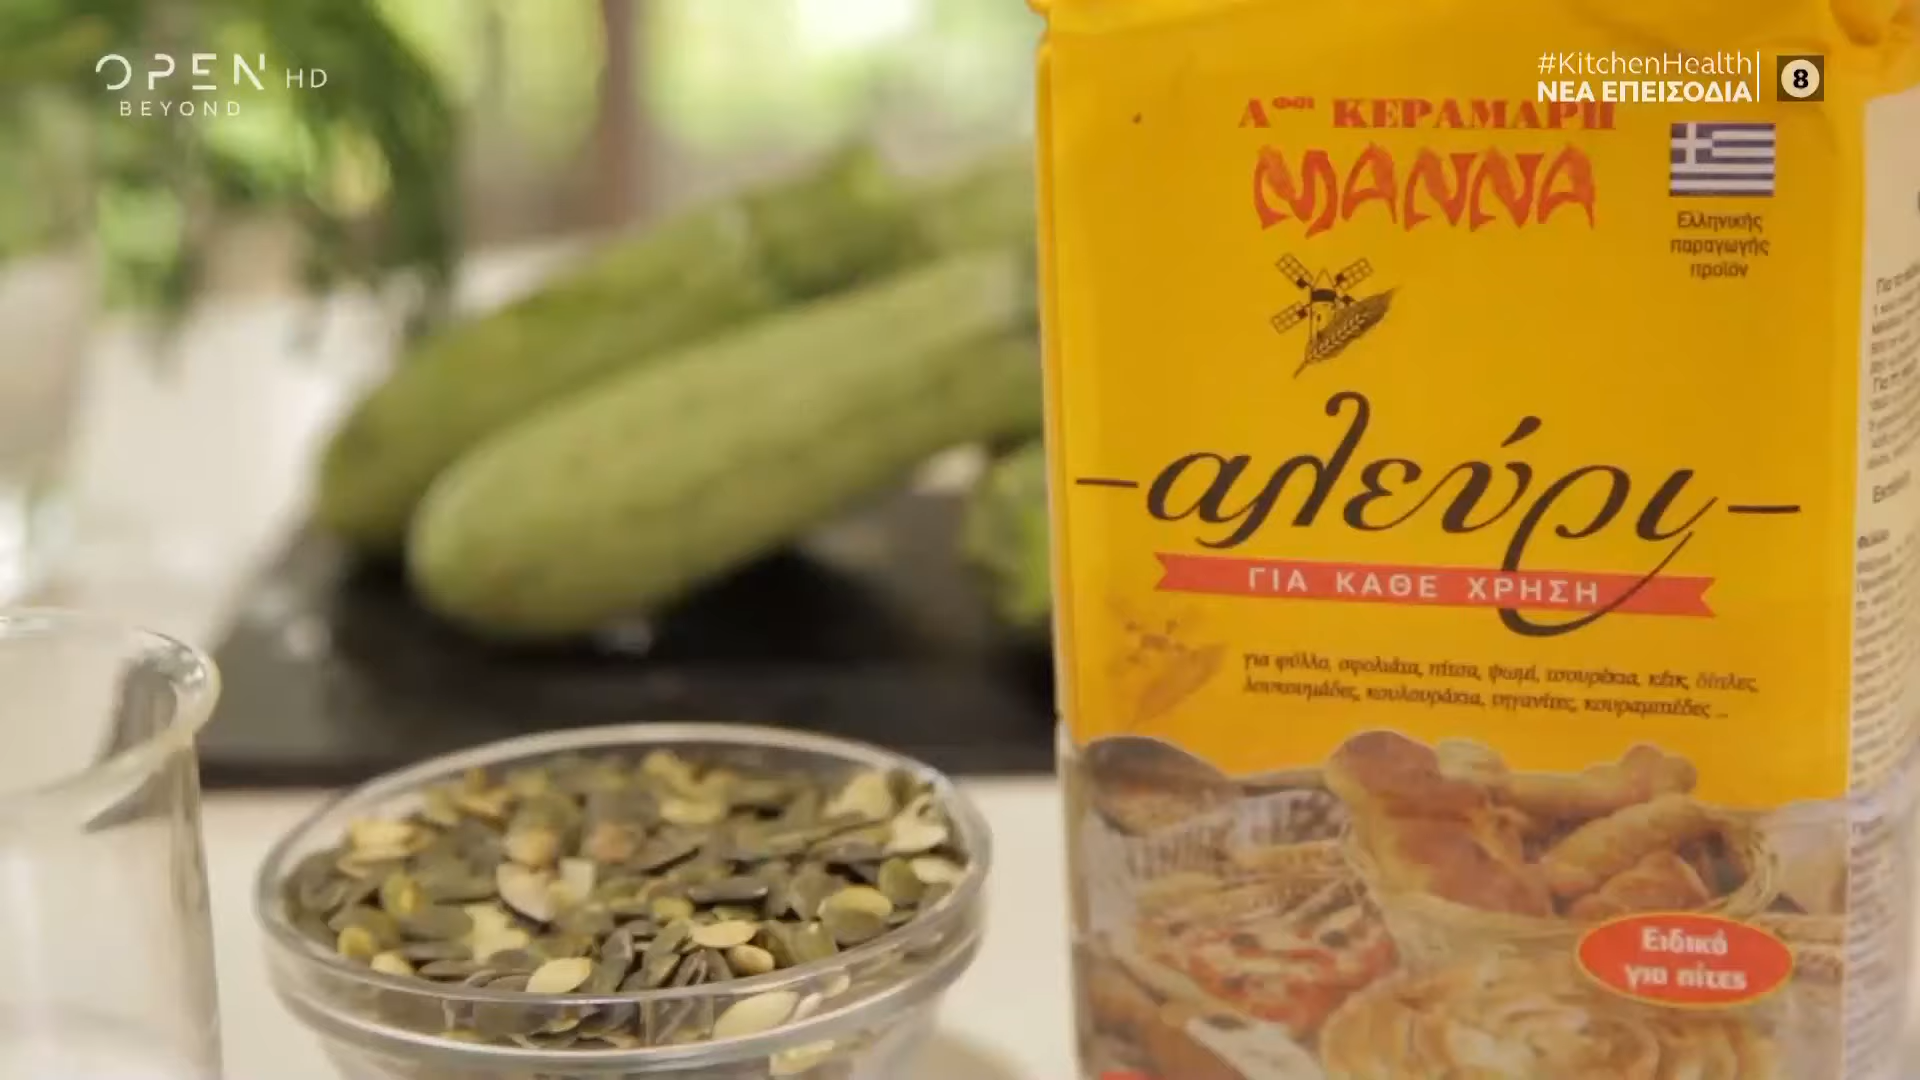 OPEN HD
BEYOND
#KitchenHealth
ΝΕΑ ΕΠΕΙΣΟΔΙΑ
8
Αφοι ΚΕΡΑΜΑΡΗ
ΜΑΝΝΑ
Ελληνικής
παραγωγής
προϊόν
αλεύρι
ΓΙΑ ΚΑΘΕ ΧΡΗΣΗ
για φύλλο, σφολιάτα, πίτσα, ψωμί, τσουρέκια, κέικ, δίπλες,
λουκουμάδες, κουλουράκια, τηγανίτες, κουραμπιέδες ...
Ειδικό
για πίτες